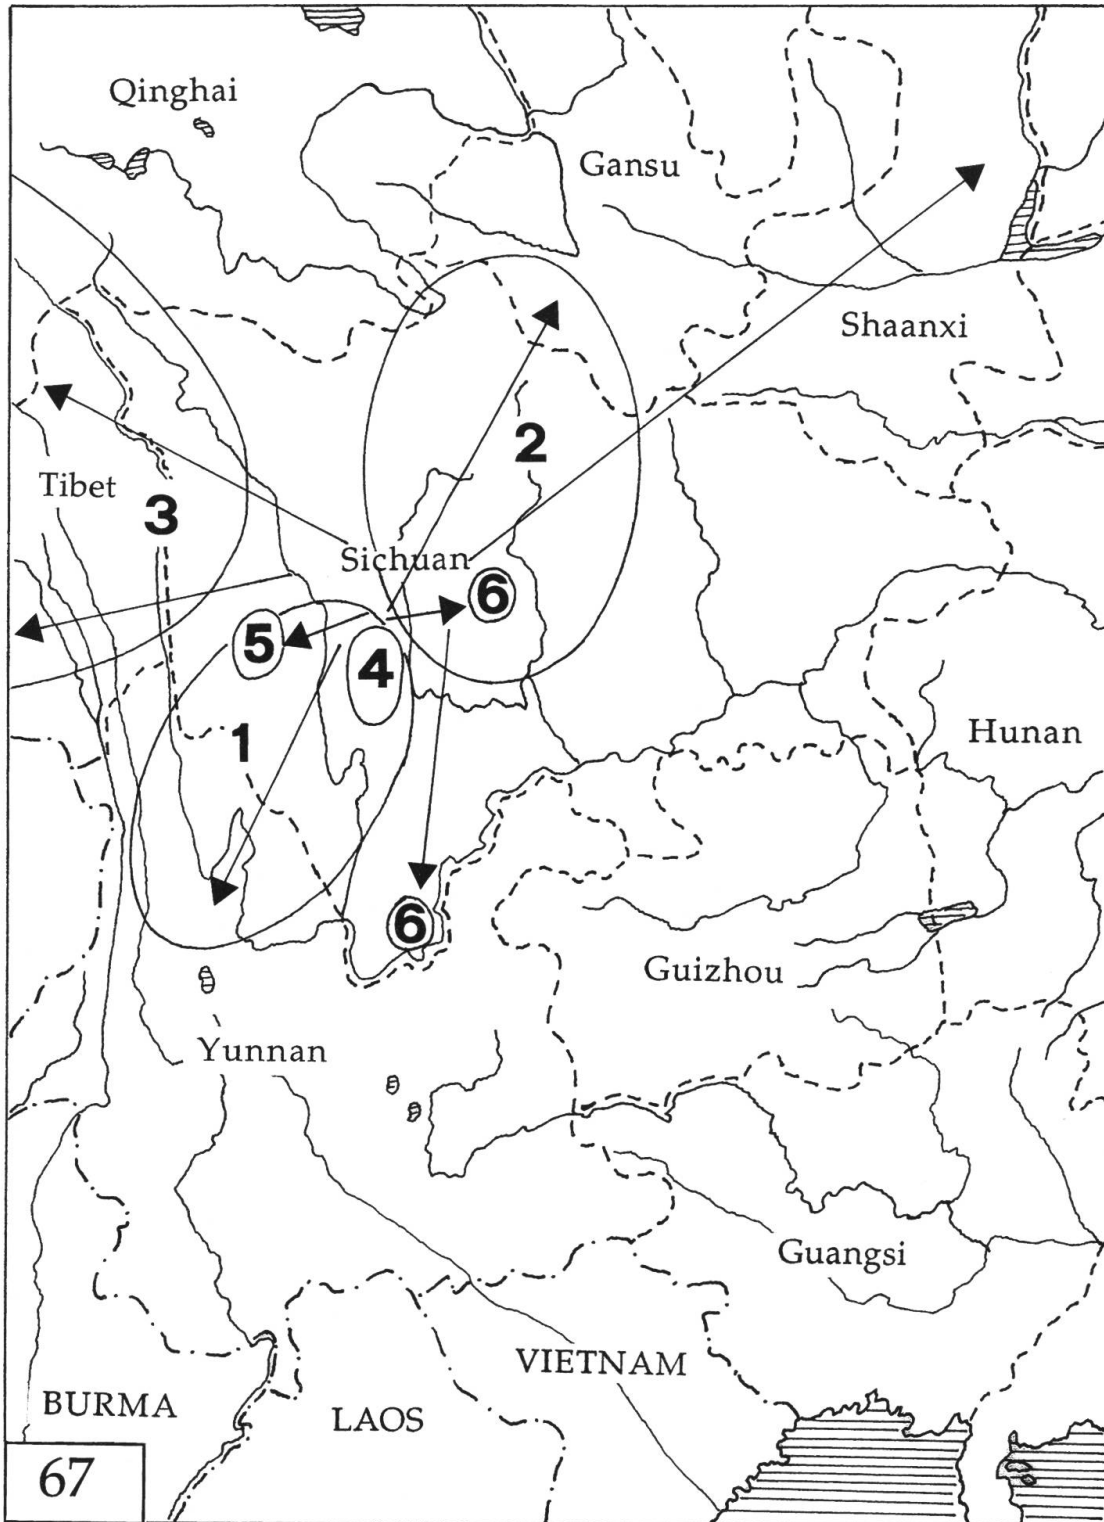 Qinghai
Gansu
Shaanxi
2
Tibet
3
Sichuan
6
5
4
1
Hunan
6
Guizhou
Yunnan
Guangsi
VIETNAM
BURMA
LAOS
67